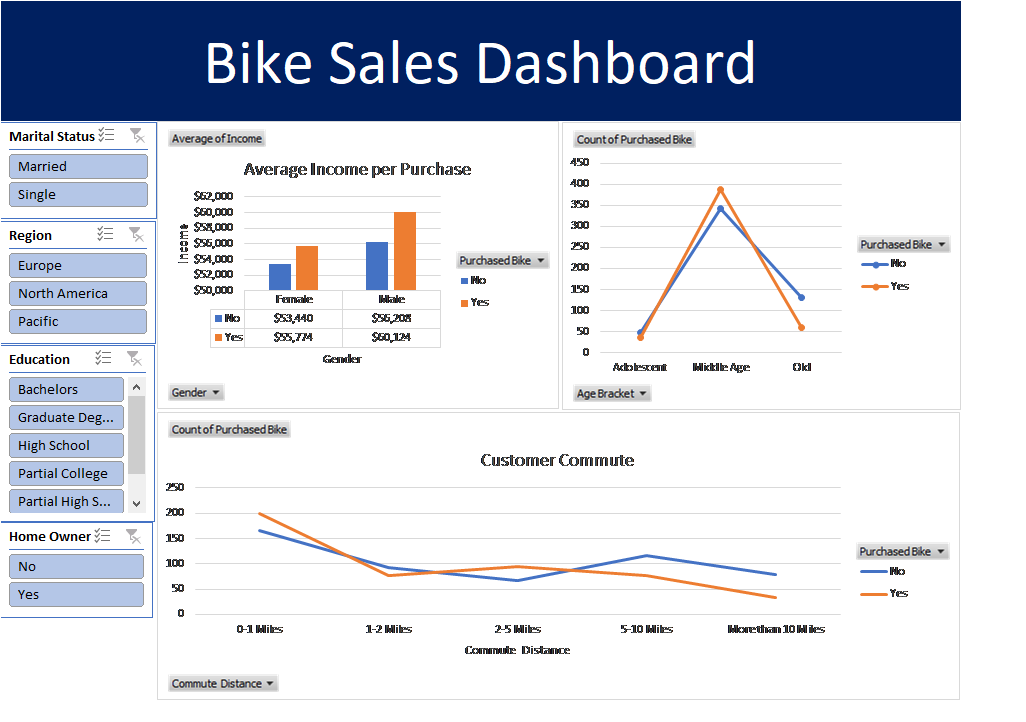 Bike Sales Dashboard
Marital Status
Married
Single
Region
Europe
North America
Pacific
Education
Bachelors
Graduate Deg...
High School
Partial College
Partial High S...
Home Owner
No
Yes
Average of Income
Average Income per Purchase
Income
$62,000
$60,000
$58,000
$56,000
$54,000
$52,000
$50,000
Female Male
No $53,440 $56,208
Yes $55,774 $60,124
Gender
Purchased Bike
No
Yes
Gender
Count of Purchased Bike
450
400
350
300
250
200
150
100
50
0
Adolescent Middle Age Old
Purchased Bike
No
Yes
Age Bracket
Count of Purchased Bike
Customer Commute
250
200
150
100
50
0
0-1 Miles 1-2 Miles 2-5 Miles 5-10 Miles More than 10 Miles
Commute Distance
Purchased Bike
No
Yes
Commute Distance